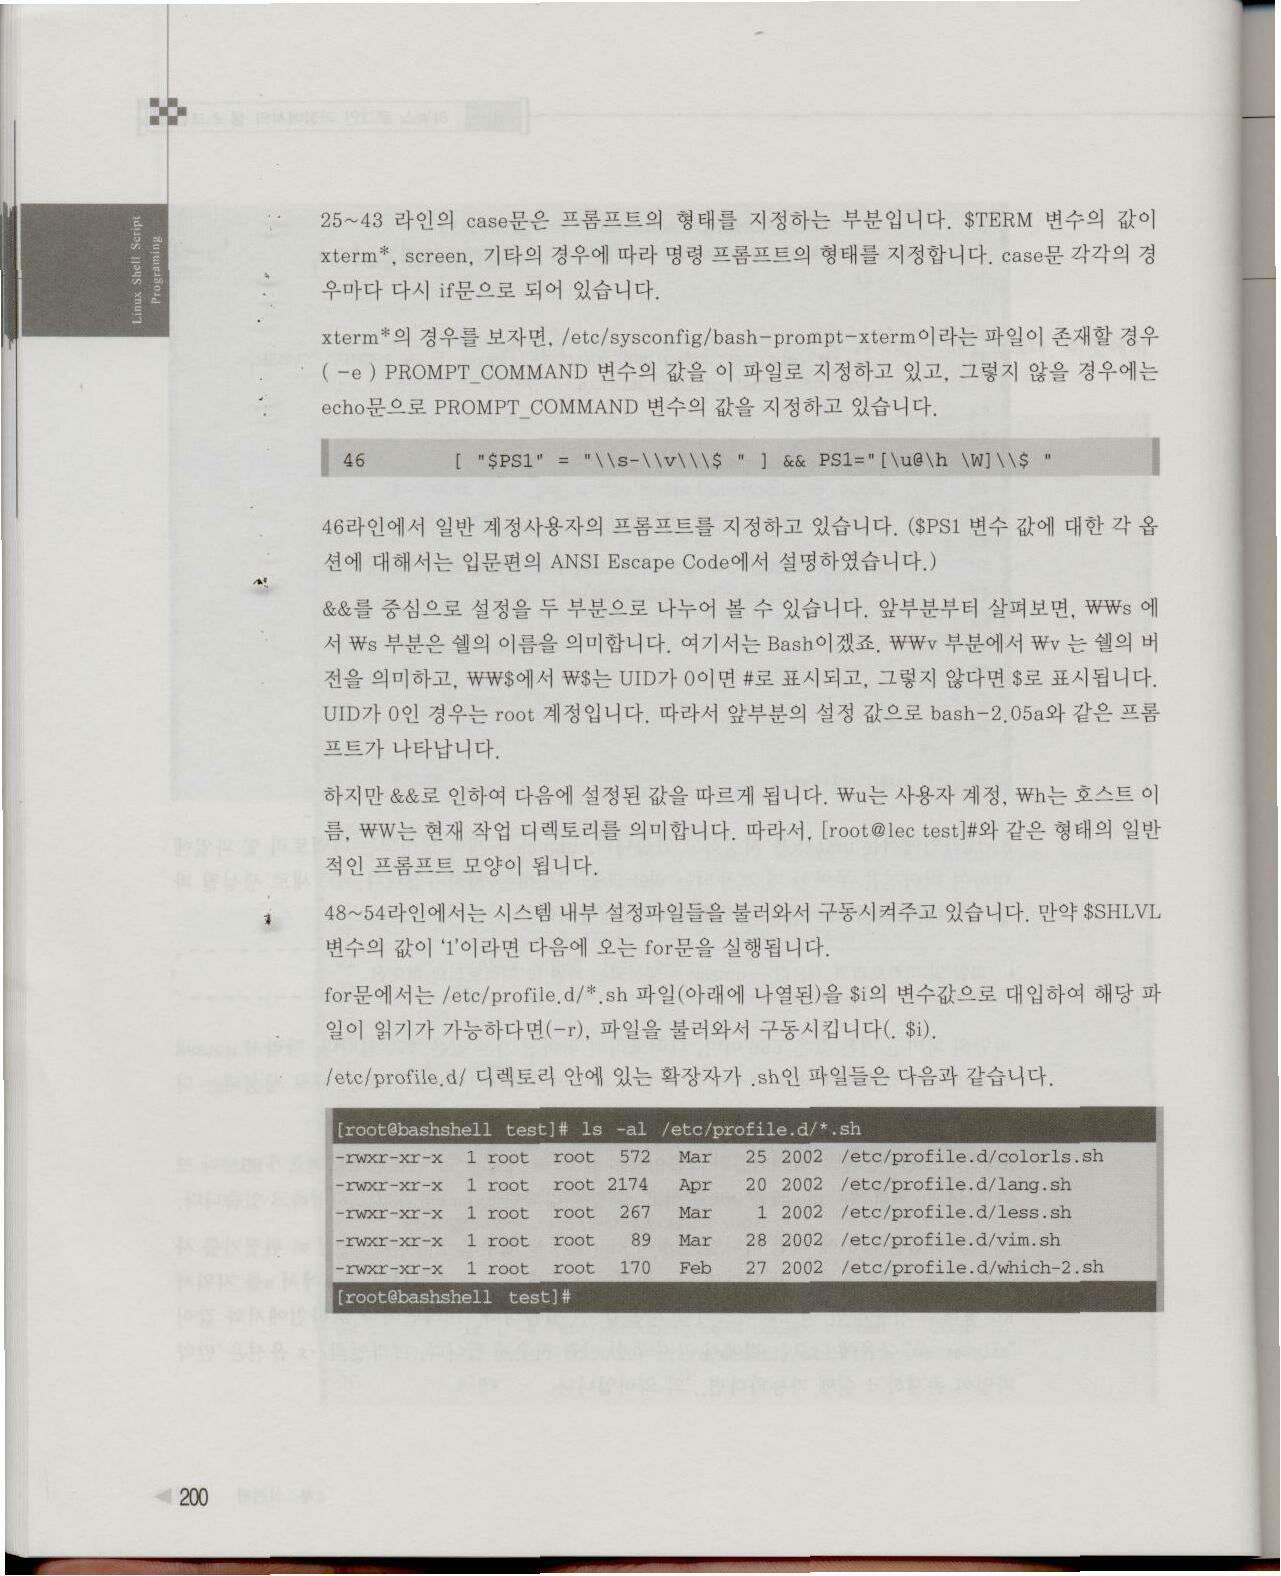 Linux Shell Script
Programing
25~43 라인의 case문은 프롬프트의 형태를 지정하는 부분입니다. $TERM 변수의 값이
xterm*, screen, 기타의 경우에 따라 명령 프롬프트의 형태를 지정합니다. case문 각각의 경
우마다 다시 if문으로 되어 있습니다.
xterm*의 경우를 보자면, /etc/sysconfig/bash-prompt-xterm이라는 파일이 존재할 경우
( -e ) PROMPT_COMMAND 변수의 값을 이 파일로 지정하고 있고, 그렇지 않을 경우에는
echo문으로 PROMPT_COMMAND 변수의 값을 지정하고 있습니다.
46 [ "$PS1" = "\\s-\\v\\\$ " ] && PS1="[\u@\h \W]\\$ "
46라인에서 일반 계정사용자의 프롬프트를 지정하고 있습니다. ($PS1 변수 값에 대한 각 옵
션에 대해서는 입문편의 ANSI Escape Code에서 설명하였습니다.)
&&를 중심으로 설정을 두 부분으로 나누어 볼 수 있습니다. 앞부분부터 살펴보면, ₩₩s 에
서 ₩s 부분은 쉘의 이름을 의미합니다. 여기서는 Bash이겠죠. ₩₩v 부분에서 ₩v 는 쉘의 버
전을 의미하고, ₩₩$에서 ₩$는 UID가 0이면 #로 표시되고, 그렇지 않다면 $로 표시됩니다.
UID가 0인 경우는 root 계정입니다. 따라서 앞부분의 설정 값으로 bash-2.05a와 같은 프롬
프트가 나타납니다.
하지만 &&로 인하여 다음에 설정된 값을 따르게 됩니다. ₩u는 사용자 계정, ₩h는 호스트 이
름, ₩W는 현재 작업 디렉토리를 의미합니다. 따라서, [root@lec test]#와 같은 형태의 일반
적인 프롬프트 모양이 됩니다.
48~54라인에서는 시스템 내부 설정파일들을 불러와서 구동시켜주고 있습니다. 만약 $SHLVL
변수의 값이 ‘1’이라면 다음에 오는 for문을 실행됩니다.
for문에서는 /etc/profile.d/*.sh 파일(아래에 나열된)을 $i의 변수값으로 대입하여 해당 파
일이 읽기가 가능하다면(-r), 파일을 불러와서 구동시킵니다(. $i).
/etc/profile.d/ 디렉토리 안에 있는 확장자가 .sh인 파일들은 다음과 같습니다.
[root@bashshell test]# ls -al /etc/profile.d/*.sh
-rwxr-xr-x 1 root root 572 Mar 25 2002 /etc/profile.d/colorls.sh
-rwxr-xr-x 1 root root 2174 Apr 20 2002 /etc/profile.d/lang.sh
-rwxr-xr-x 1 root root 267 Mar 1 2002 /etc/profile.d/less.sh
-rwxr-xr-x 1 root root 89 Mar 28 2002 /etc/profile.d/vim.sh
-rwxr-xr-x 1 root root 170 Feb 27 2002 /etc/profile.d/which-2.sh
[root@bashshell test]#
200